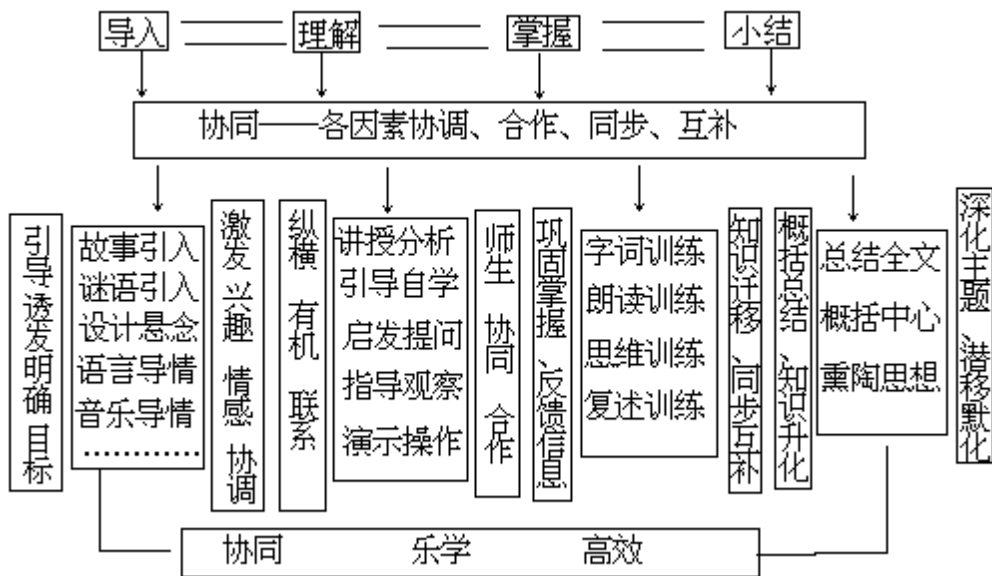 导入 理解 掌握 小结
协同——各因素协调、合作、同步、互补
引导透发明确目标
故事引入
谜语引入
设计悬念
语言导情
音乐导情
…………
激发兴趣 情感 协调
纵横 有机 联系
讲授分析
引导自学
启发提问
指导观察
演示操作
师生 协同 合作
巩固掌握、反馈信息
字词训练
朗读训练
思维训练
复述训练
知识迁移、同步互补
概括总结、知识升化
总结全文
概括中心
熏陶思想
深化主题、潜移默化
协同 乐学 高效